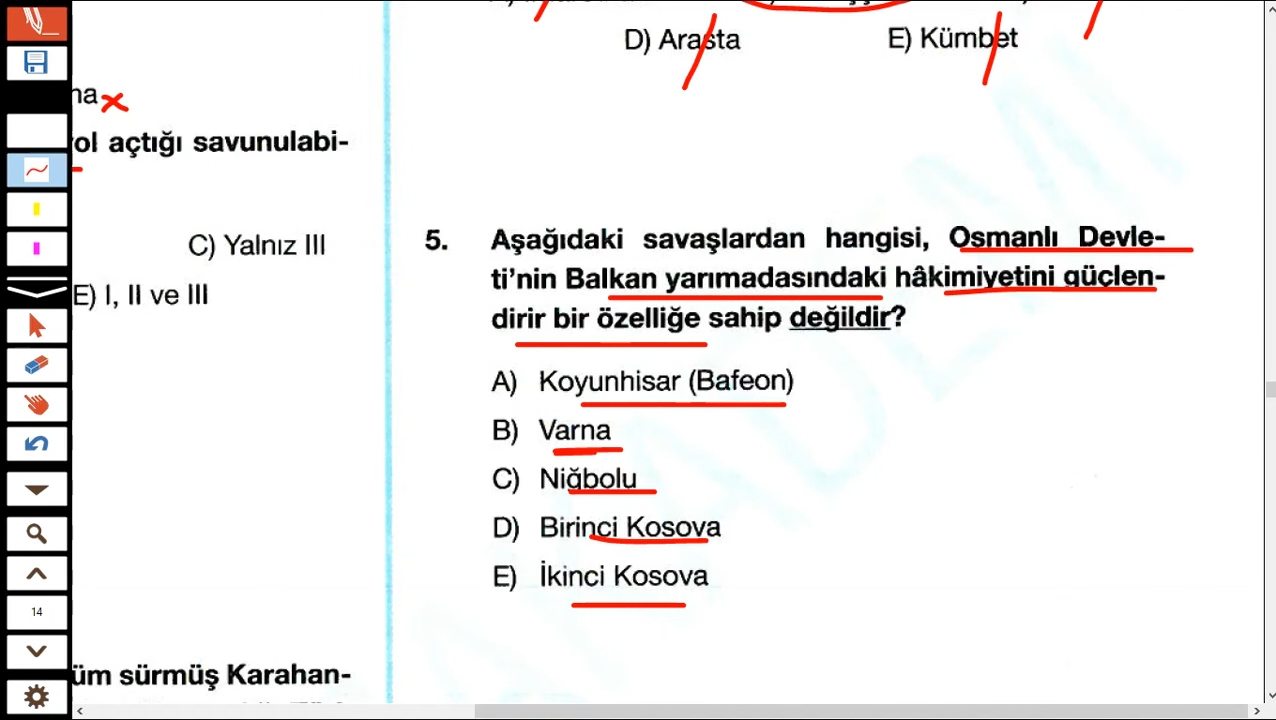 D) Arasta
E) Kümbet
na
yol açtığı savunulabi-
C) Yalnız III
E) I, II ve III
5. Aşağıdaki savaşlardan hangisi, Osmanlı Devle-
ti’nin Balkan yarımadasındaki hâkimiyetini güçlen-
dirir bir özelliğe sahip değildir?
A) Koyunhisar (Bafeon)
B) Varna
C) Niğbolu
D) Birinci Kosova
E) İkinci Kosova
14
üm sürmüş Karahan-